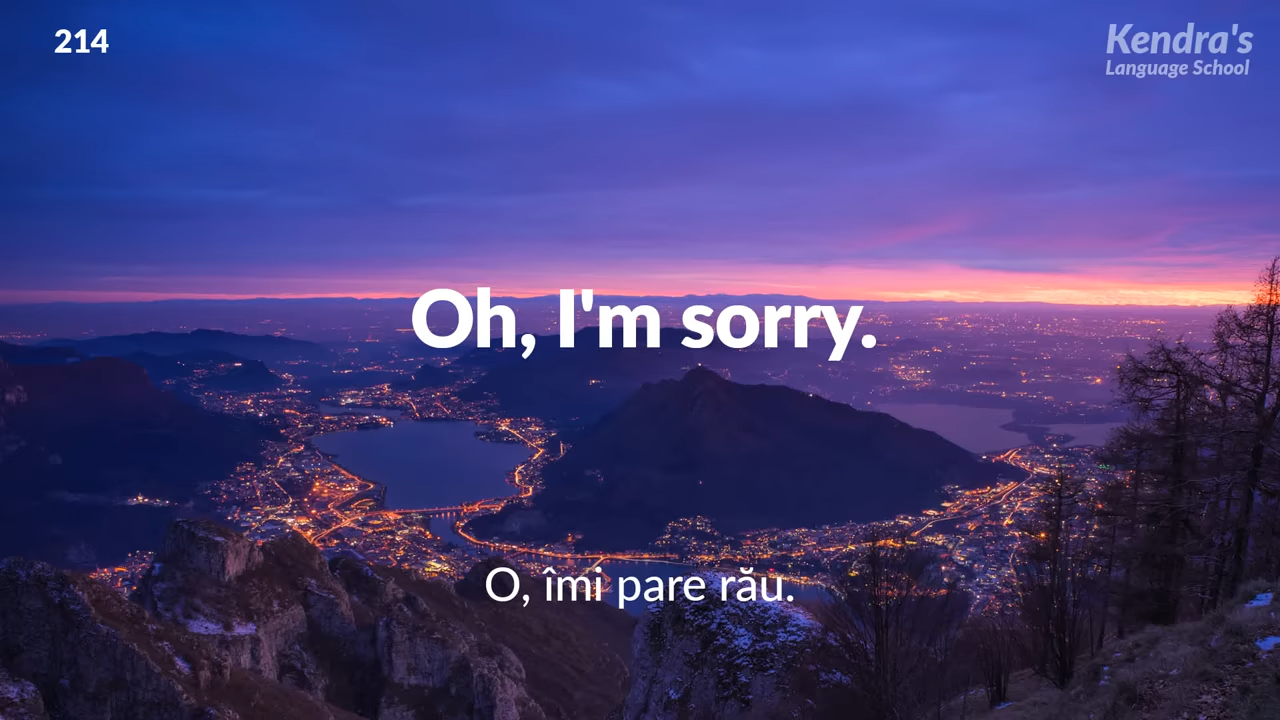 214
Kendra's
Language School
Oh, I'm sorry.
O, îmi pare rău.